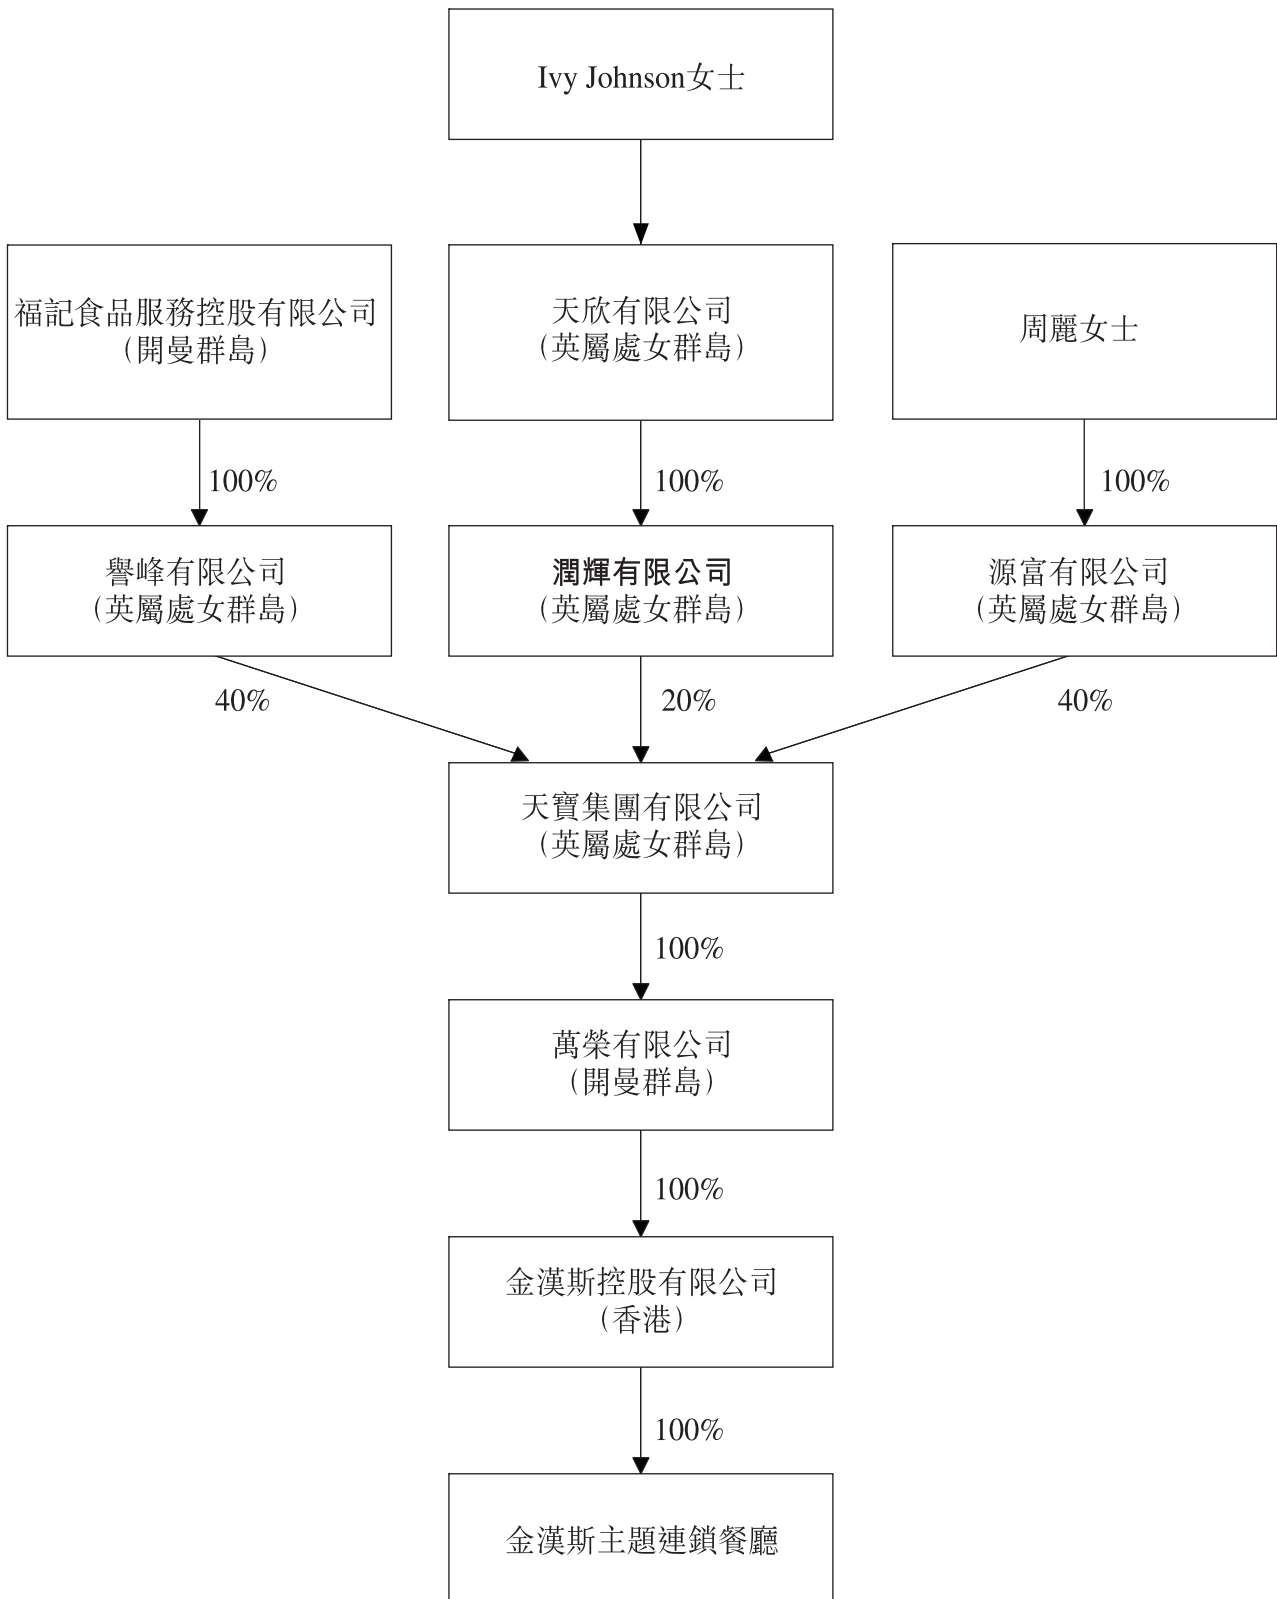 Ivy Johnson女士
福記食品服務控股有限公司
（開曼群島）
天欣有限公司
（英屬處女群島）
周麗女士
100%
100%
100%
譽峰有限公司
（英屬處女群島）
潤輝有限公司
（英屬處女群島）
源富有限公司
（英屬處女群島）
40%
20%
40%
天寶集團有限公司
（英屬處女群島）
100%
萬榮有限公司
（開曼群島）
100%
金漢斯控股有限公司
（香港）
100%
金漢斯主題連鎖餐廳